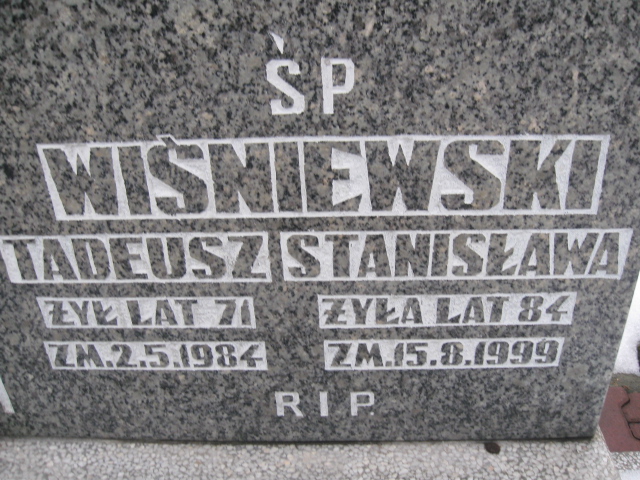 ŚP
WIŚNIEWSKI
TADEUSZ STANISŁAWA
ŻYŁ LAT 71 ŻYŁA LAT 84
ZM.2.5.1984 ZM.15.8.1999
R I P